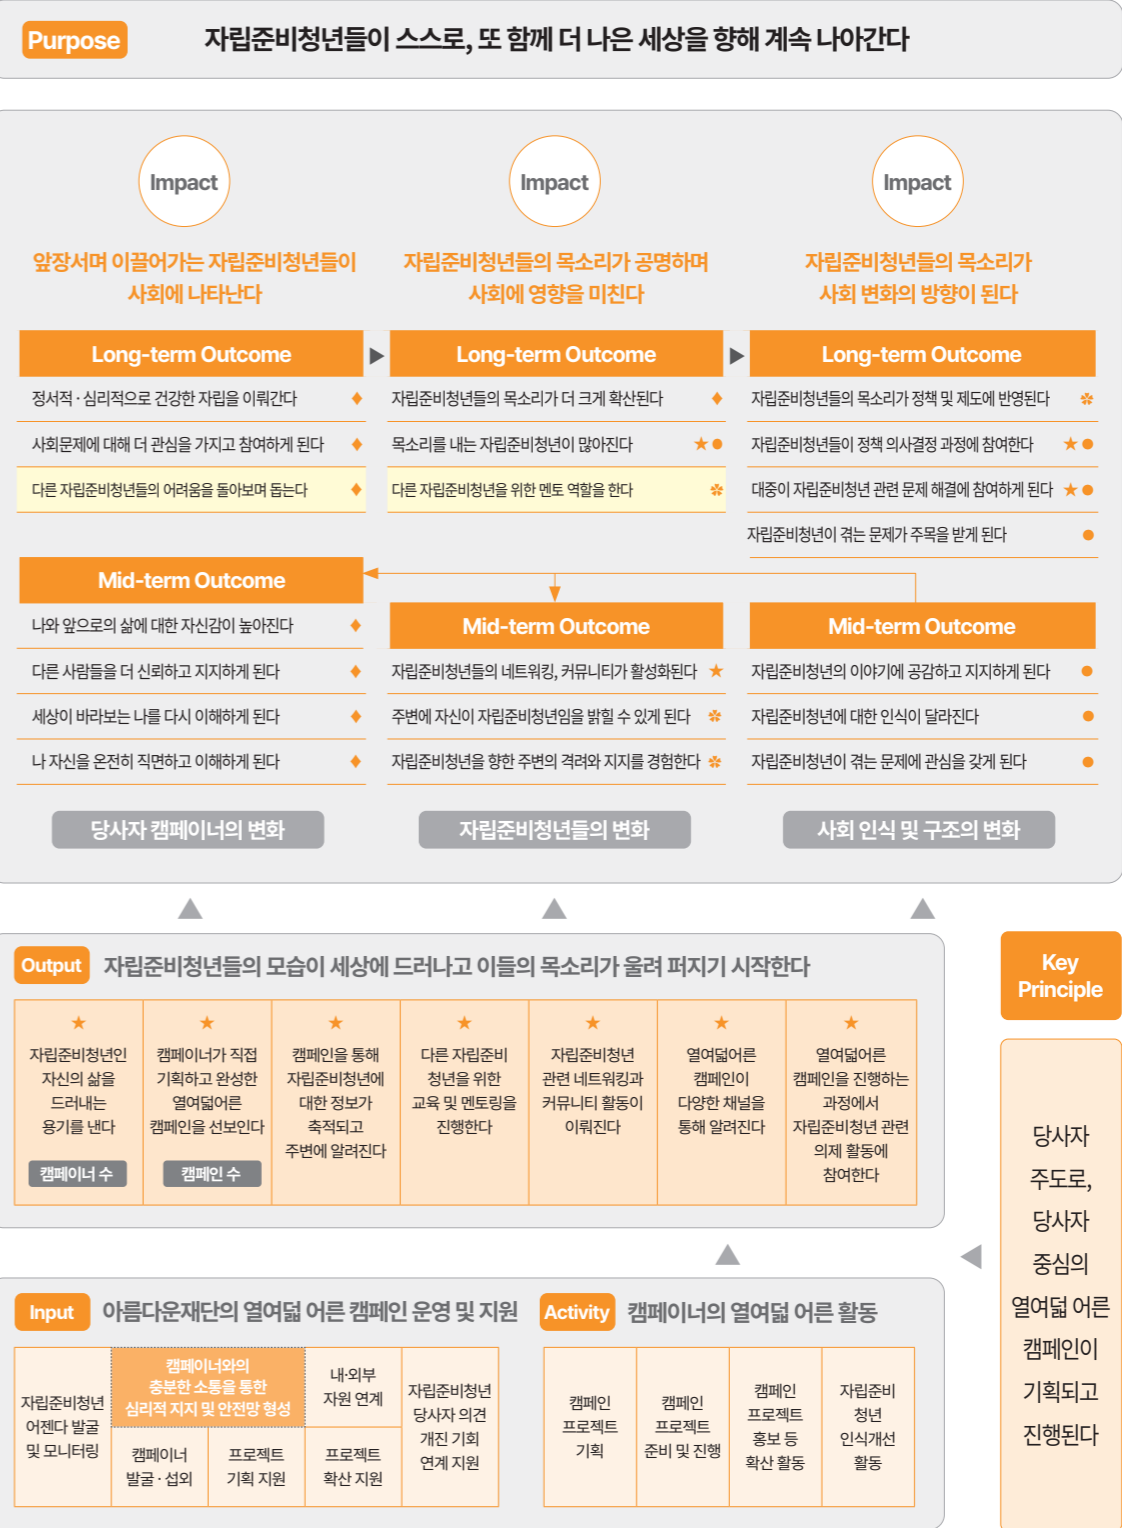 Purpose
자립준비청년들이 스스로, 또 함께 더 나은 세상을 향해 계속 나아간다
Impact
앞장서며 이끌어가는 자립준비청년들이
사회에 나타난다
Long-term Outcome
정서적 · 심리적으로 건강한 자립을 이뤄간다
사회문제에 대해 더 관심을 가지고 참여하게 된다
다른 자립준비청년들의 어려움을 돌아보며 돕는다
Mid-term Outcome
나와 앞으로의 삶에 대한 자신감이 높아진다
다른 사람들을 더 신뢰하고 지지하게 된다
세상이 바라보는 나를 다시 이해하게 된다
나 자신을 온전히 직면하고 이해하게 된다
당사자 캠페이너의 변화
Impact
자립준비청년들의 목소리가 공명하며
사회에 영향을 미친다
Long-term Outcome
자립준비청년들의 목소리가 더 크게 확산된다
목소리를 내는 자립준비청년이 많아진다
다른 자립준비청년을 위한 멘토 역할을 한다
Mid-term Outcome
자립준비청년들의 네트워킹, 커뮤니티가 활성화된다
주변에 자신이 자립준비청년임을 밝힐 수 있게 된다
자립준비청년을 향한 주변의 격려와 지지를 경험한다
자립준비청년들의 변화
Impact
자립준비청년들의 목소리가
사회 변화의 방향이 된다
Long-term Outcome
자립준비청년들의 목소리가 정책 및 제도에 반영된다
자립준비청년들이 정책 의사결정 과정에 참여한다
대중이 자립준비청년 관련 문제 해결에 참여하게 된다
자립준비청년이 겪는 문제가 주목을 받게 된다
Mid-term Outcome
자립준비청년의 이야기에 공감하고 지지하게 된다
자립준비청년에 대한 인식이 달라진다
자립준비청년이 겪는 문제에 관심을 갖게 된다
사회 인식 및 구조의 변화
Output
자립준비청년들의 모습이 세상에 드러나고 이들의 목소리가 울려 퍼지기 시작한다
자립준비청년인
자신의 삶을
드러내는
용기를 낸다
캠페이너 수
캠페이너가 직접
기획하고 완성한
열여덟어른
캠페인을 선보인다
캠페인 수
캠페인을 통해
자립준비청년에
대한 정보가
축적되고
주변에 알려진다
다른 자립준비
청년을 위한
교육 및 멘토링을
진행한다
자립준비청년
관련 네트워킹과
커뮤니티 활동이
이뤄진다
열여덟어른
캠페인이
다양한 채널을
통해 알려진다
열여덟어른
캠페인을 진행하는
과정에서
자립준비청년 관련
의제 활동에
참여한다
Input
아름다운재단의 열여덟 어른 캠페인 운영 및 지원
자립준비청년
어젠다 발굴
및 모니터링
캠페이너와의
충분한 소통을 통한
심리적 지지 및 안전망 형성
캠페이너
발굴 · 섭외
프로젝트
기획 지원
내·외부
자원 연계
프로젝트
확산 지원
자립준비청년
당사자 의견
개진 기회
연계 지원
Activity
캠페이너의 열여덟 어른 활동
캠페인
프로젝트
기획
캠페인
프로젝트
준비 및 진행
캠페인
프로젝트
홍보 등
확산 활동
자립준비
청년
인식개선
활동
Key
Principle
당사자
주도로,
당사자
중심의
열여덟 어른
캠페인이
기획되고
진행된다